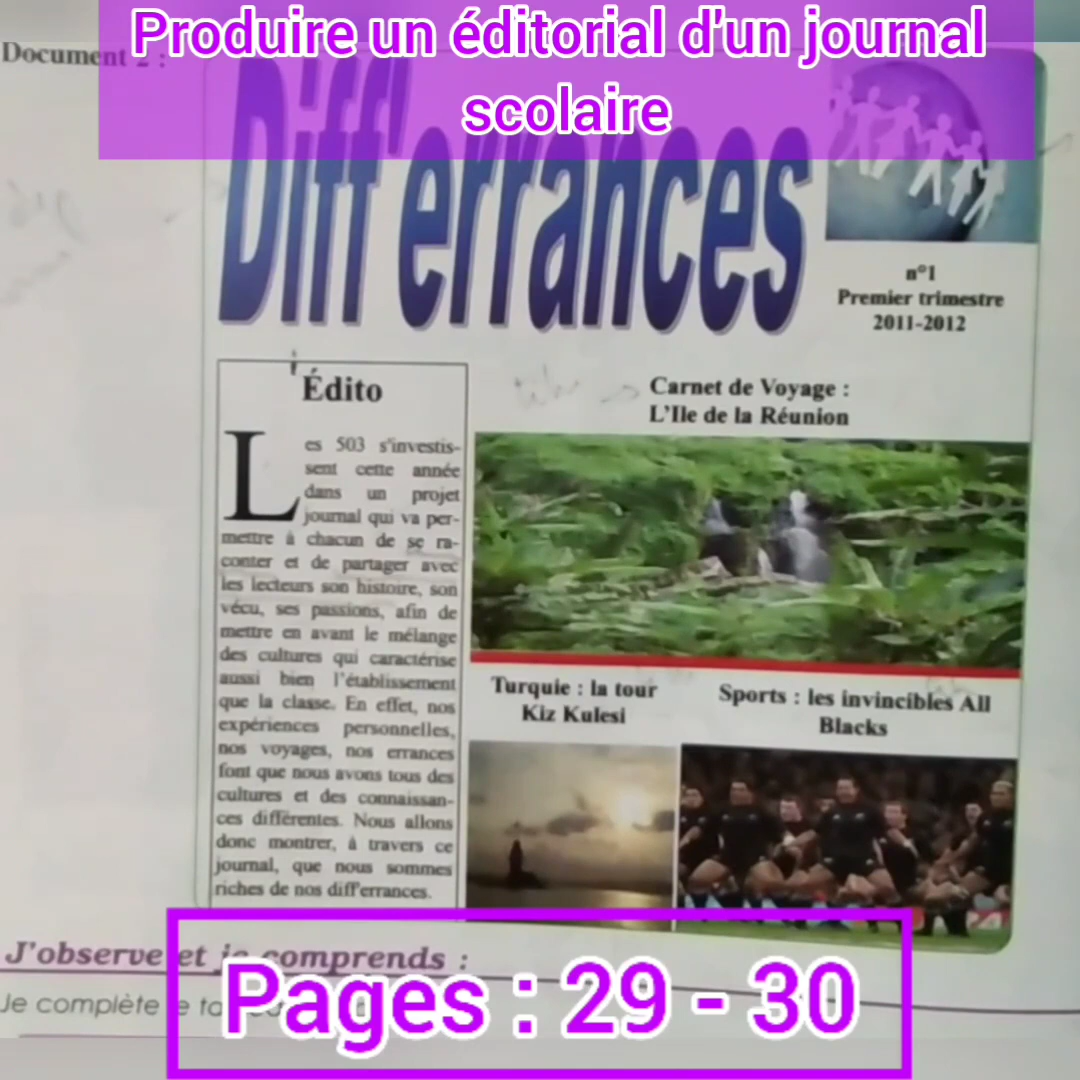 Produire un éditorial d'un journal
scolaire
Document 2 :
Diff'errances
n°1
Premier trimestre
2011-2012
Édito
Les 503 s'investis-
sent cette année
dans un projet
journal qui va per-
mettre à chacun de se ra-
conter et de partager avec
les lecteurs son histoire, son
vécu, ses passions, afin de
mettre en avant le mélange
des cultures qui caractérise
aussi bien l'établissement
que la classe. En effet, nos
expériences personnelles,
nos voyages, nos errances
font que nous avons tous des
cultures et des connaissan-
ces différentes. Nous allons
donc montrer, à travers ce
journal, que nous sommes
riches de nos diff'errances.
Carnet de Voyage :
L'Ile de la Réunion
Turquie : la tour
Kiz Kulesi
Sports : les invincibles All
Blacks
J'observe et je comprends :
Je complète le
Pages : 29 - 30